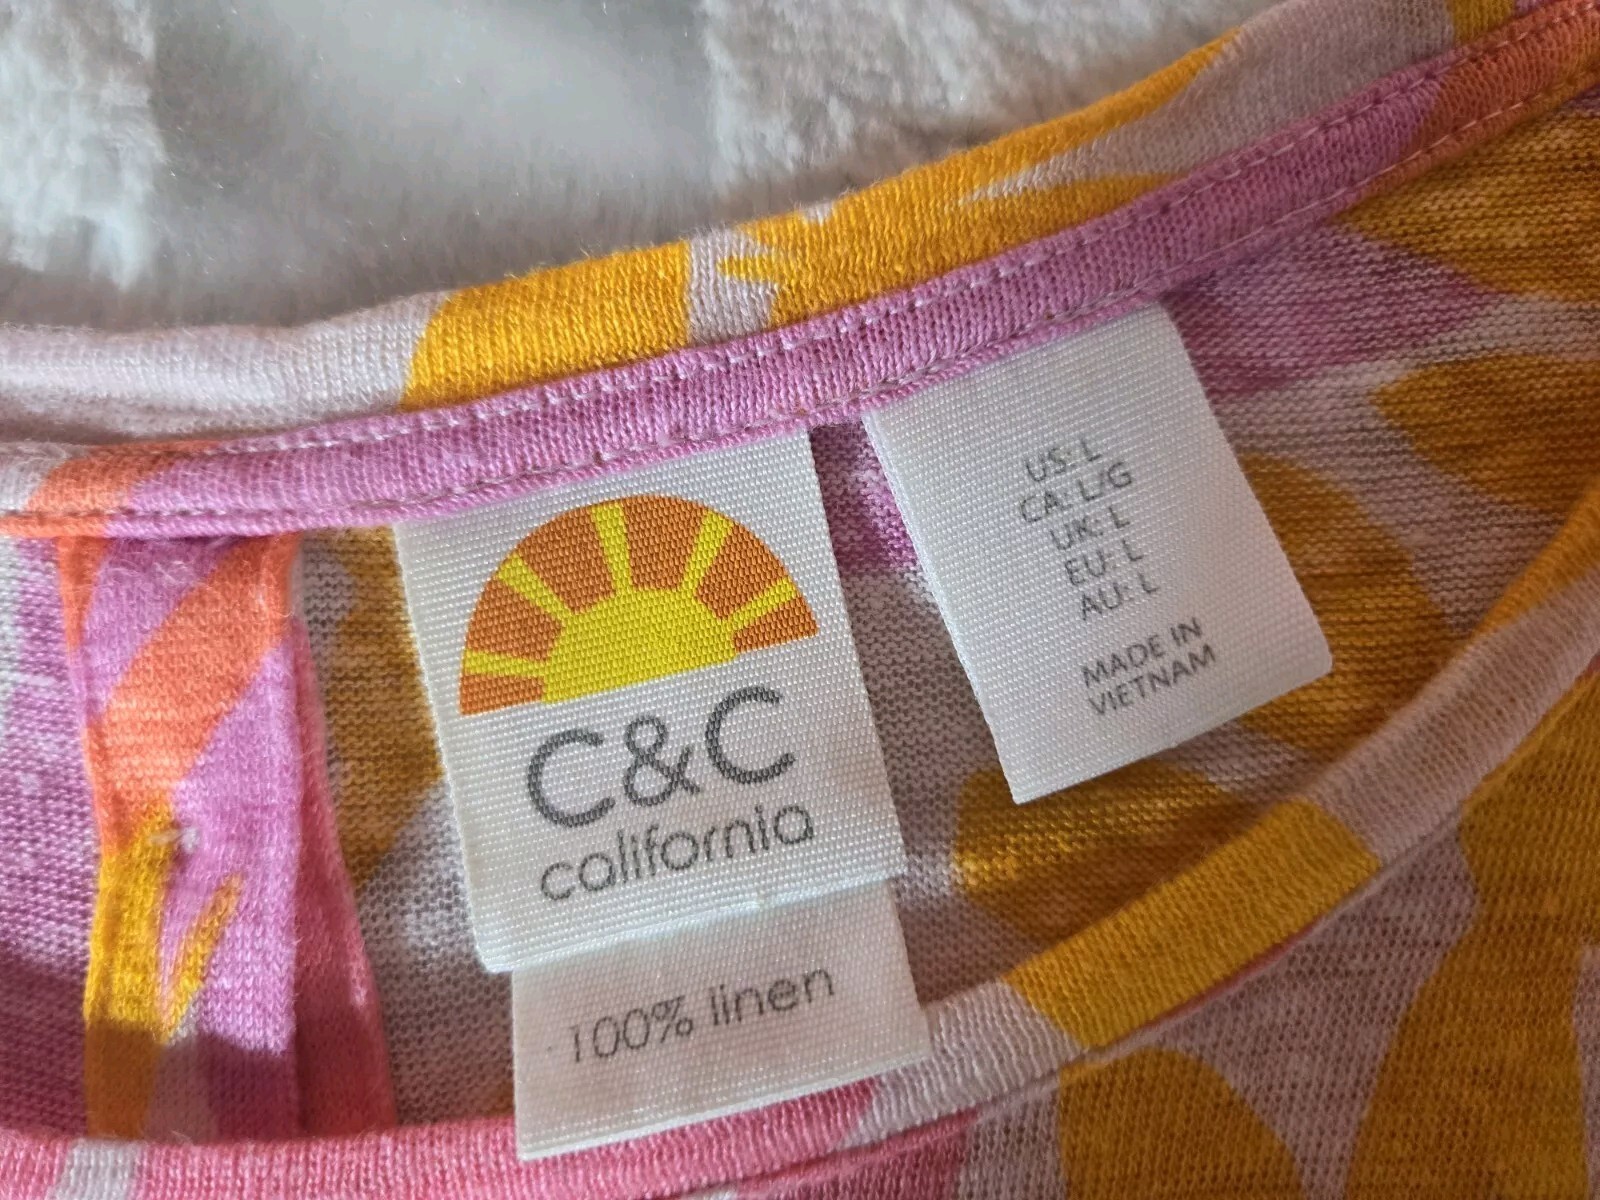 C&C
california
100% linen
US: L
CA: L/G
UK: L
EU: L
AU: L
MADE IN
VIETNAM